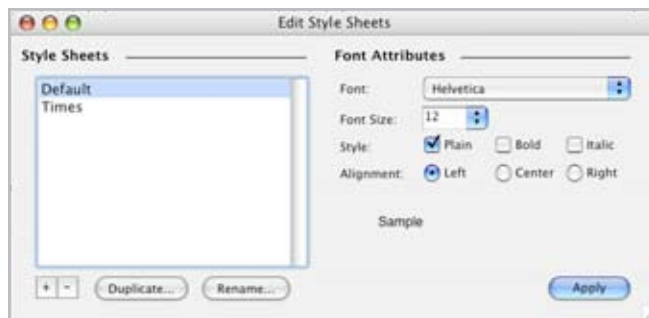 Edit Style Sheets
Style Sheets
Default
Times
+ - Duplicate... Rename...
Font Attributes
Font: Helvetica
Font Size: 12
Style: Plain Bold Italic
Alignment: Left Center Right
Sample
Apply